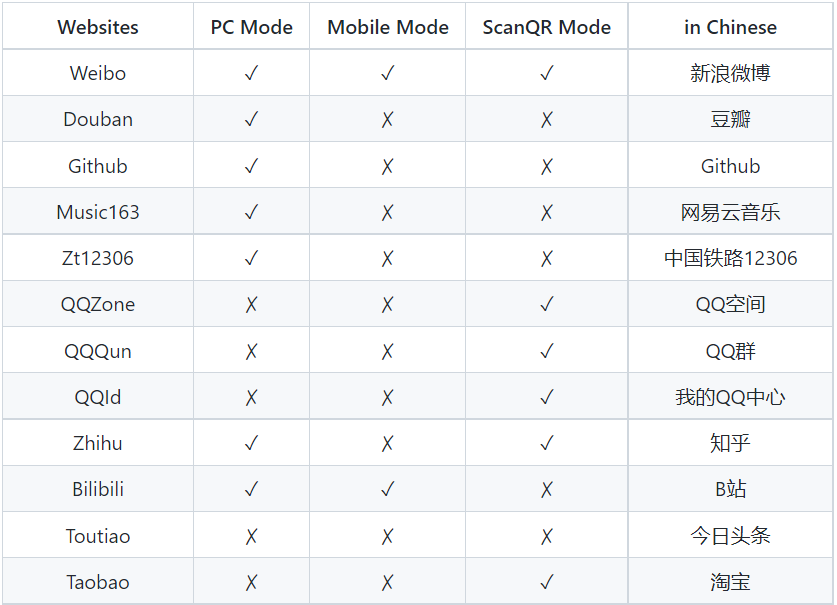 Websites PC Mode Mobile Mode ScanQR Mode in Chinese
Weibo ✓ ✓ ✓ 新浪微博
Douban ✓ ✗ ✗ 豆瓣
Github ✓ ✗ ✗ Github
Music163 ✓ ✗ ✗ 网易云音乐
Zt12306 ✓ ✗ ✗ 中国铁路12306
QQZone ✗ ✗ ✓ QQ空间
QQQun ✗ ✗ ✓ QQ群
QQId ✗ ✗ ✓ 我的QQ中心
Zhihu ✓ ✗ ✓ 知乎
Bilibili ✓ ✓ ✗ B站
Toutiao ✗ ✗ ✗ 今日头条
Taobao ✗ ✗ ✓ 淘宝